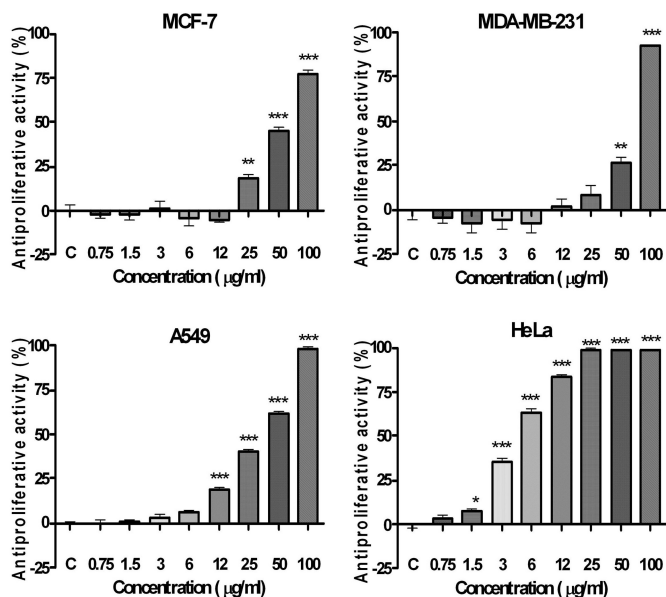 MCF-7
Antiproliferative activity (%)
100
75
50
25
0
-25
** *** ***
C 0.75 1.5 3 6 12 25 50 100
Concentration ( µg/ml)
MDA-MB-231
Antiproliferative activity (%)
100
75
50
25
0
-25
** ***
C 0.75 1.5 3 6 12 25 50 100
Concentration ( µg/ml)
A549
Antiproliferative activity (%)
100
75
50
25
0
-25
*** *** *** ***
C 0.75 1.5 3 6 12 25 50 100
Concentration ( µg/ml)
HeLa
Antiproliferative activity (%)
100
75
50
25
0
-25
* *** *** *** *** *** ***
C 0.75 1.5 3 6 12 25 50 100
Concentration ( µg/ml)